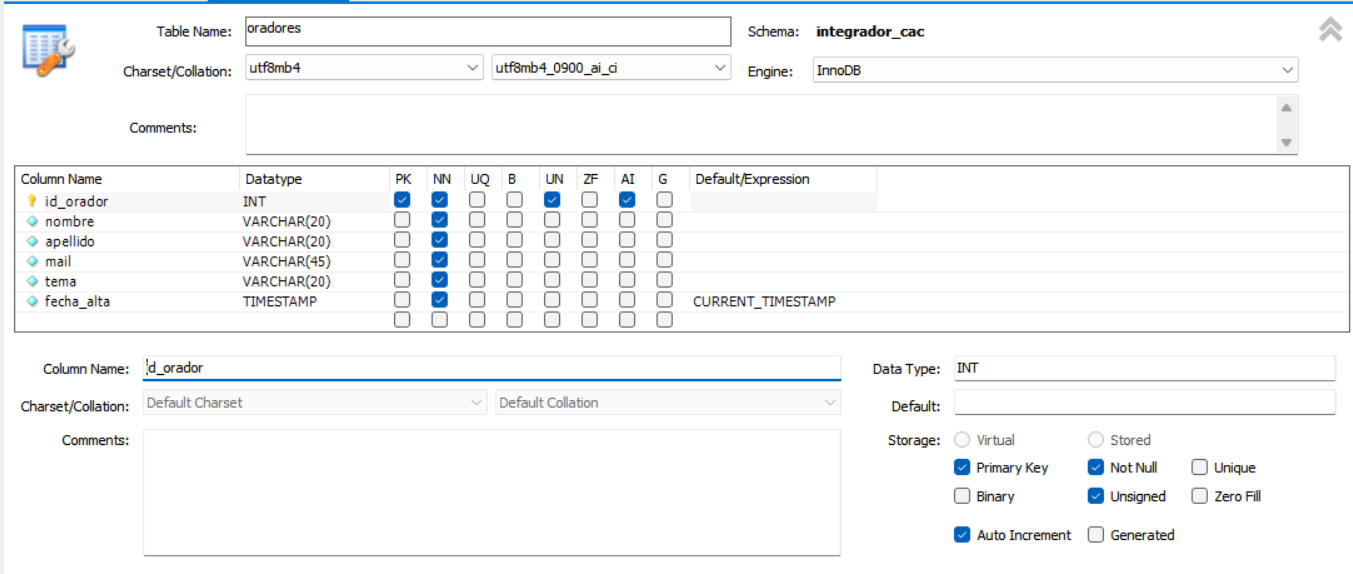 Table Name: oradores Schema: integrador_cac
Charset/Collation: utf8mb4 utf8mb4_0900_ai_ci Engine: InnoDB
Comments:
Column Name Datatype PK NN UQ B UN ZF AI G Default/Expression
id_orador INT
nombre VARCHAR(20)
apellido VARCHAR(20)
mail VARCHAR(45)
tema VARCHAR(20)
fecha_alta TIMESTAMP CURRENT_TIMESTAMP
Column Name: id_orador Data Type: INT
Charset/Collation: Default Charset Default Collation Default:
Comments: Storage: Virtual Stored
Primary Key Not Null Unique
Binary Unsigned Zero Fill
Auto Increment Generated